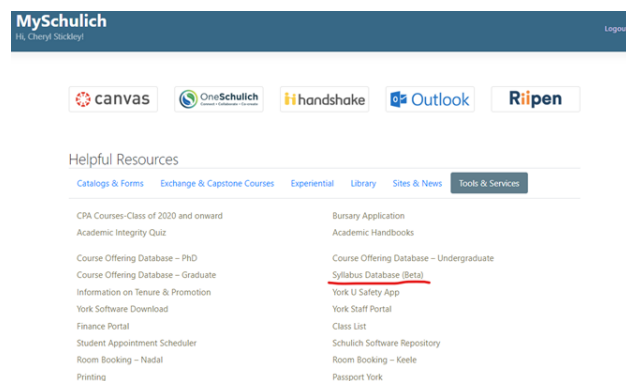 MySchulich
Hi, Cheryl Stickley!
Logout
canvas
OneSchulich
Connect • Collaborate • Co-create
handshake
Outlook
Riipen
Helpful Resources
Catalogs & Forms Exchange & Capstone Courses Experiential Library Sites & News Tools & Services
CPA Courses-Class of 2020 and onward Bursary Application
Academic Integrity Quiz Academic Handbooks
Course Offering Database – PhD Course Offering Database – Undergraduate
Course Offering Database – Graduate Syllabus Database (Beta)
Information on Tenure & Promotion York U Safety App
York Software Download York Staff Portal
Finance Portal Class List
Student Appointment Scheduler Schulich Software Repository
Room Booking – Nadal Room Booking – Keele
Printing Passport York